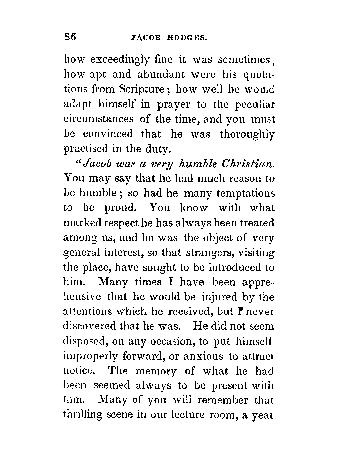 86 JACOB HODGES.
how exceedingly fine it was sometimes,
how apt and abundant were his quota-
tions from Scripture; how well he would
adapt himself in prayer to the peculiar
circumstances of the time, and you must
be convinced that he was thoroughly
practised in the duty.
"Jacob was a very humble Christian.
You may say that he had much reason to
be humble; so had he many temptations
to be proud. You know with what
marked respect he has always been treated
among us, and he was the object of very
general interest, so that strangers, visiting
the place, have sought to be introduced to
him. Many times I have been appre-
hensive that he would be injured by the
attentions which he received, but I never
discovered that he was. He did not seem
disposed, on any occasion, to put himself
improperly forward, or anxious to attract
notice. The memory of what he had
been seemed always to be present with
him. Many of you will remember that
thrilling scene in our lecture room, a year